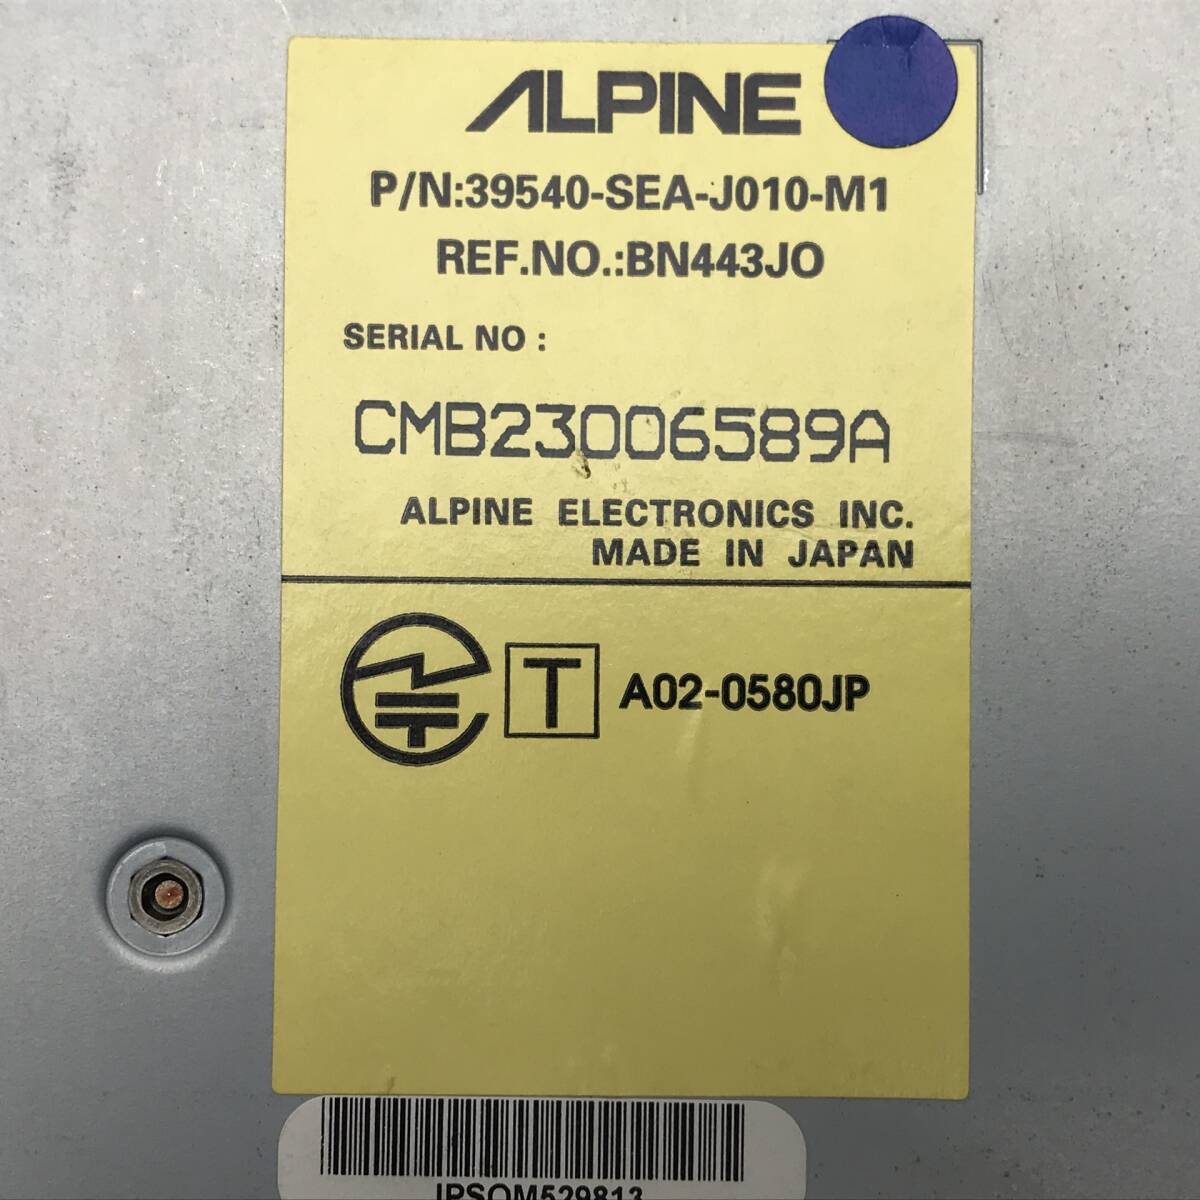 ALPINE
P/N:39540-SEA-J010-M1
REF.NO.:BN443JO
SERIAL NO :
CMB23006589A
ALPINE ELECTRONICS INC.
MADE IN JAPAN
T A02-0580JP